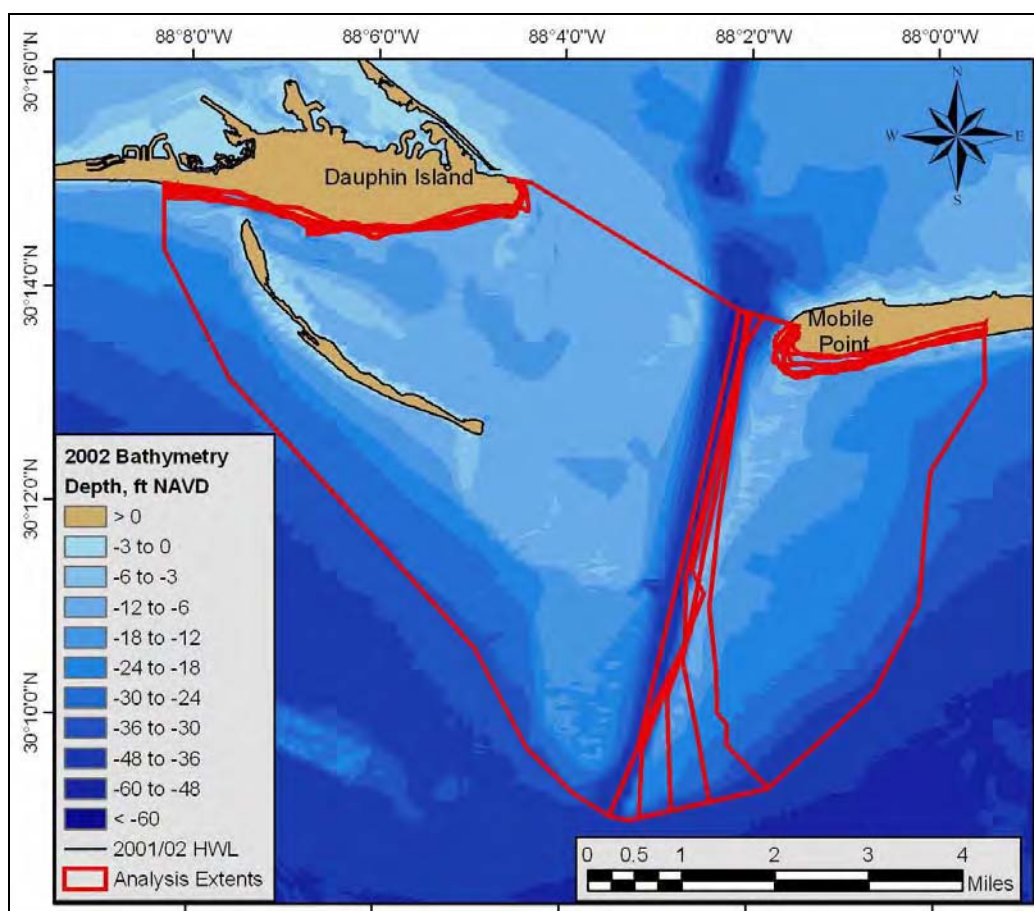 88°8'0"W 88°6'0"W 88°4'0"W 88°2'0"W 88°0'0"W
30°16'0"N
N
W E
S
Dauphin Island
30°14'0"N
Mobile
Point
30°12'0"N
30°10'0"N
2002 Bathymetry
Depth, ft NAVD
> 0
-3 to 0
-6 to -3
-12 to -6
-18 to -12
-24 to -18
-30 to -24
-36 to -30
-48 to -36
-60 to -48
< -60
2001/02 HWL
Analysis Extents
0 0.5 1 2 3 4
Miles